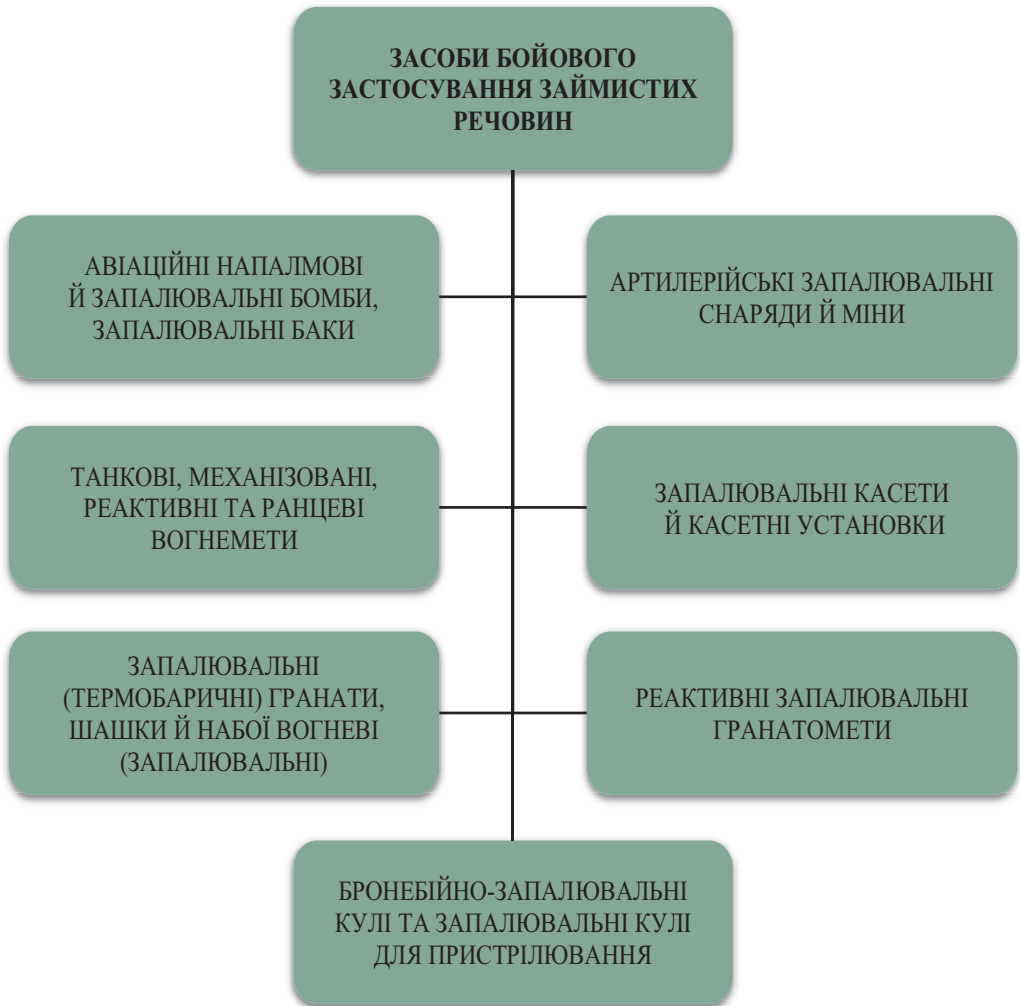 ЗАСОБИ БОЙОВОГО
ЗАСТОСУВАННЯ ЗАЙМИСТИХ
РЕЧОВИН
АВІАЦІЙНІ НАПАЛМОВІ
Й ЗАПАЛЮВАЛЬНІ БОМБИ,
ЗАПАЛЮВАЛЬНІ БАКИ
АРТИЛЕРІЙСЬКІ ЗАПАЛЮВАЛЬНІ
СНАРЯДИ Й МІНИ
ТАНКОВІ, МЕХАНІЗОВАНІ,
РЕАКТИВНІ ТА РАНЦЕВІ
ВОГНЕМЕТИ
ЗАПАЛЮВАЛЬНІ КАСЕТИ
Й КАСЕТНІ УСТАНОВКИ
ЗАПАЛЮВАЛЬНІ
(ТЕРМОБАРИЧНІ) ГРАНАТИ,
ШАШКИ Й НАБОЇ ВОГНЕВІ
(ЗАПАЛЮВАЛЬНІ)
РЕАКТИВНІ ЗАПАЛЮВАЛЬНІ
ГРАНАТОМЕТИ
БРОНЕБІЙНО-ЗАПАЛЮВАЛЬНІ
КУЛІ ТА ЗАПАЛЮВАЛЬНІ КУЛІ
ДЛЯ ПРИСТРІЛЮВАННЯ